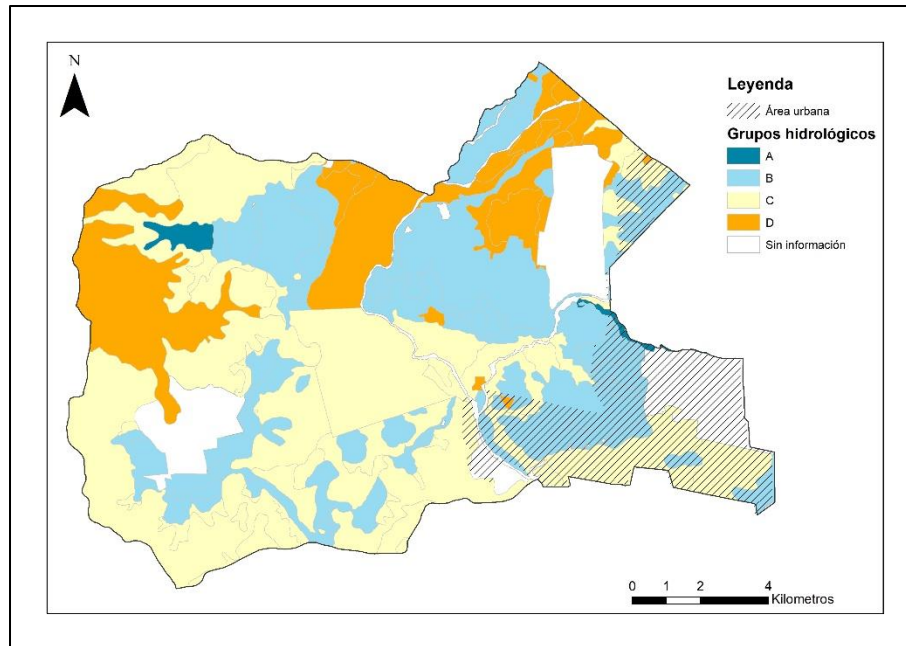 N
Leyenda
Área urbana
Grupos hidrológicos
A
B
C
D
Sin información
0 1 2 4
Kilometros